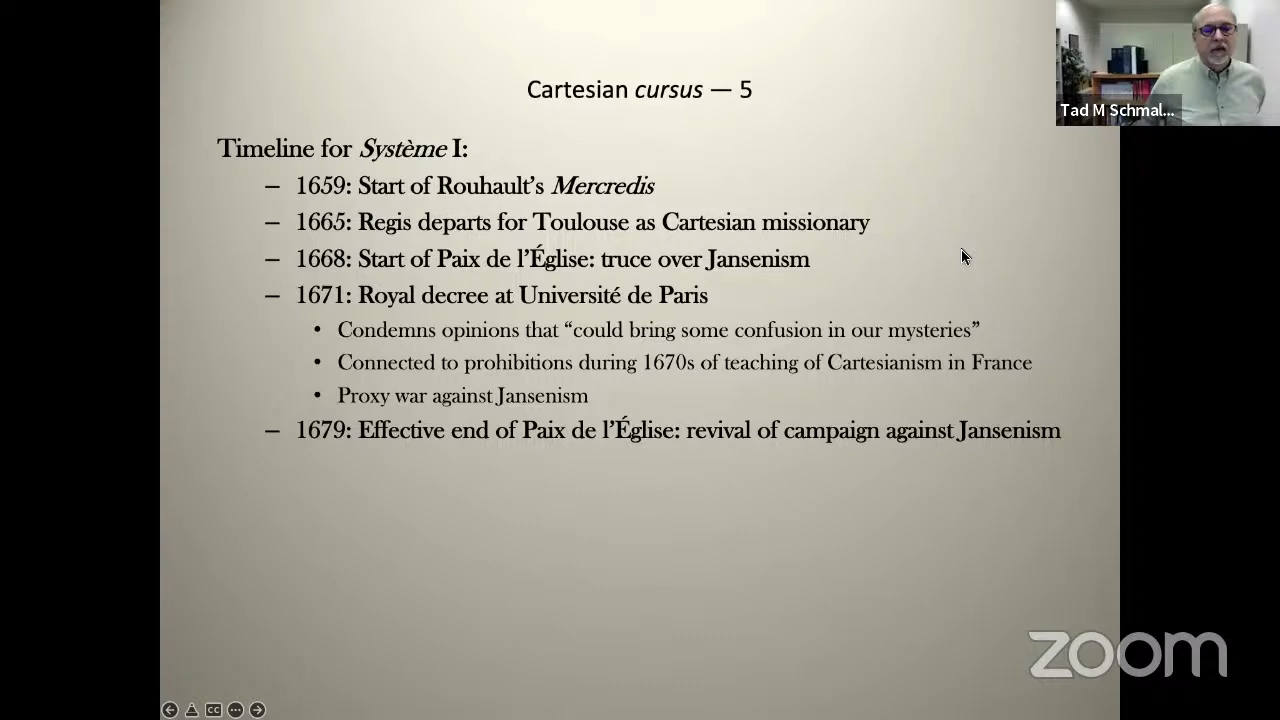 Cartesian cursus — 5
Tad M Schmal...
Timeline for Système I:
– 1659: Start of Rouhault’s Mercredis
– 1665: Regis departs for Toulouse as Cartesian missionary
– 1668: Start of Paix de l’Église: truce over Jansenism
– 1671: Royal decree at Université de Paris
• Condemns opinions that “could bring some confusion in our mysteries”
• Connected to prohibitions during 1670s of teaching of Cartesianism in France
• Proxy war against Jansenism
– 1679: Effective end of Paix de l’Église: revival of campaign against Jansenism
zoom
CC